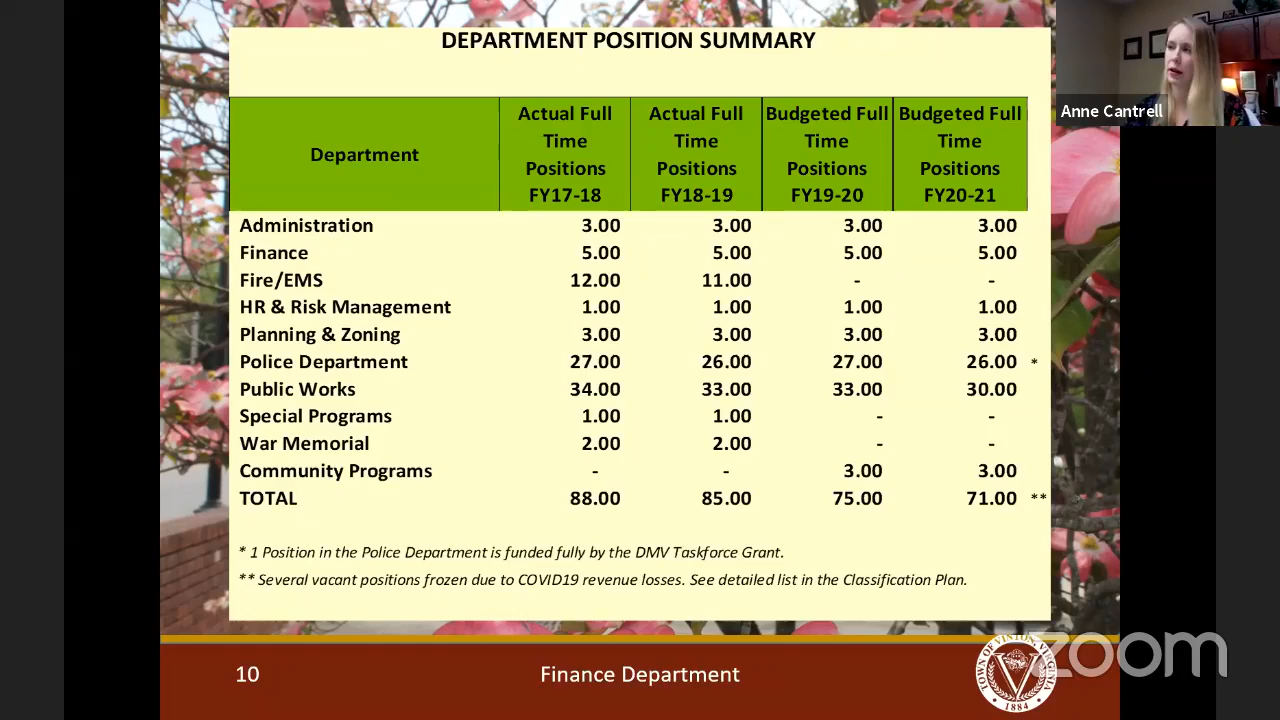 DEPARTMENT POSITION SUMMARY
Anne Cantrell
Department
Actual Full Time Positions FY17-18
Actual Full Time Positions FY18-19
Budgeted Full Time Positions FY19-20
Budgeted Full Time Positions FY20-21
Administration 3.00 3.00 3.00 3.00
Finance 5.00 5.00 5.00 5.00
Fire/EMS 12.00 11.00 - -
HR & Risk Management 1.00 1.00 1.00 1.00
Planning & Zoning 3.00 3.00 3.00 3.00
Police Department 27.00 26.00 27.00 26.00 *
Public Works 34.00 33.00 33.00 30.00
Special Programs 1.00 1.00 - -
War Memorial 2.00 2.00 - -
Community Programs - - 3.00 3.00
TOTAL 88.00 85.00 75.00 71.00 **
* 1 Position in the Police Department is funded fully by the DMV Taskforce Grant.
** Several vacant positions frozen due to COVID19 revenue losses. See detailed list in the Classification Plan.
10
Finance Department
TOWN OF VINTON, VIRGINIA
V
1884
zoom